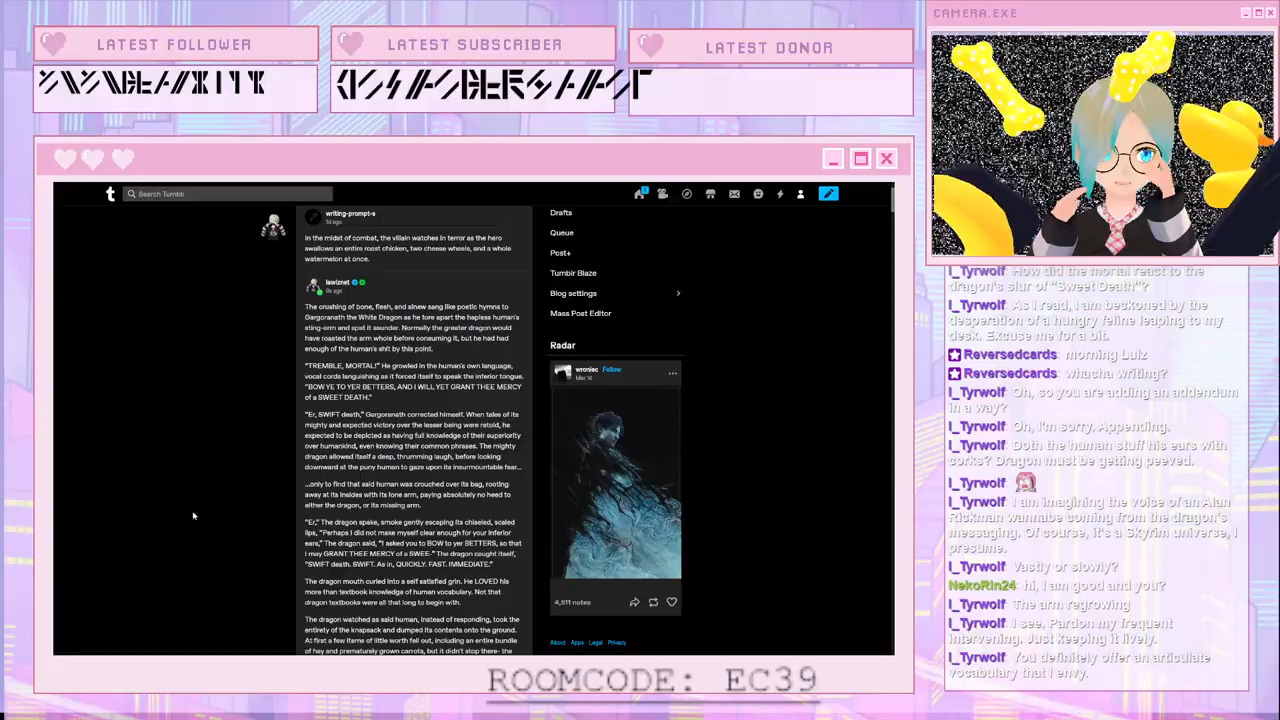 LATEST FOLLOWER
LATEST SUBSCRIBER
LATEST DONOR
CAMERA.EXE
t
Search Tumblr
1
writing-prompt-s
1d ago
In the midst of combat, the villain watches in terror as the hero
swallows an entire roast chicken, two cheese wheels, and a whole
watermelon at once.
lawlznet
8s ago
The crushing of bone, flesh, and sinew sang like poetic hymns to
Gargoranath the White Dragon as he tore apart the hapless human's
sting-arm and spat it asunder. Normally the greater dragon would
have roasted the arm whole before consuming it, but he had had
enough of the human's shit by this point.
"TREMBLE, MORTAL!" He growled in the human's own language,
vocal cords languishing as it forced itself to speak the inferior tongue.
"BOW YE TO YER BETTERS, AND I WILL YET GRANT THEE MERCY
of a SWEET DEATH."
"Er, SWIFT death," Gargoranath corrected himself. When tales of its
mighty and expected victory over the lesser being were retold, he
expected to be depicted as having full knowledge of their superiority
over humankind, even knowing their common phrases. The mighty
dragon allowed itself a deep, thrumming laugh, before looking
downward at the puny human to gaze upon its insurmountable fear...
...only to find that said human was crouched over its bag, rooting
away at its insides with its lone arm, paying absolutely no heed to
either the dragon, or its missing arm.
"Er," The dragon spake, smoke gently escaping its chiseled, scaled
lips, "Perhaps I did not make myself clear enough for your inferior
ears," The dragon said, "I asked you to BOW to yer BETTERS, so that
I may GRANT THEE MERCY of a SWEE-" The dragon caught itself,
"SWIFT death. SWIFT. As in, QUICKLY. FAST. IMMEDIATE."
The dragon mouth curled into a self satisfied grin. He LOVED his
more than textbook knowledge of human vocabulary. Not that
dragon textbooks were all that long to begin with.
The dragon watched as said human, instead of responding, took the
entirety of the knapsack and dumped its contents onto the ground.
At first a few items of little worth fell out, including an entire bundle
of hay and prematurely grown carrots, but it didn't stop there- the
Drafts
Queue
Post+
Tumblr Blaze
Blog settings
Mass Post Editor
Radar
wroniec Follow
Mar 14
4,511 notes
About Apps Legal Privacy
ROOMCODE: EC39
I_Tyrwolf How did the mortal react to the
dragon's slur of "Sweet Death"?
I_Tyrwolf As I read, I am beckoned by the
desperation of a hungry feline leaping to my
desk. Excuse me for a bit.
Reversedcards morning Lulz
Reversedcards whacha writing?
I_Tyrwolf Oh, so you are adding an addendum
in a way?
I_Tyrwolf Oh, I'm sorry. Appending.
I_Tyrwolf Doth the human stuff his ears with
corks? Dragon must be getting peeved.
I_Tyrwolf
I_Tyrwolf I am imagining the voice of an Alan
Rickman wannabe coming from the dragon's
messaging. Of course, it's a Skyrim universe, I
presume.
I_Tyrwolf Vastly or slowly?
NekoRin24 hi, I am good and you?
I_Tyrwolf The arm regrowing
I_Tyrwolf I see. Pardon my frequent
intervening. Just keeping it lively.
I_Tyrwolf You definitely offer an articulate
vocabulary that I envy.